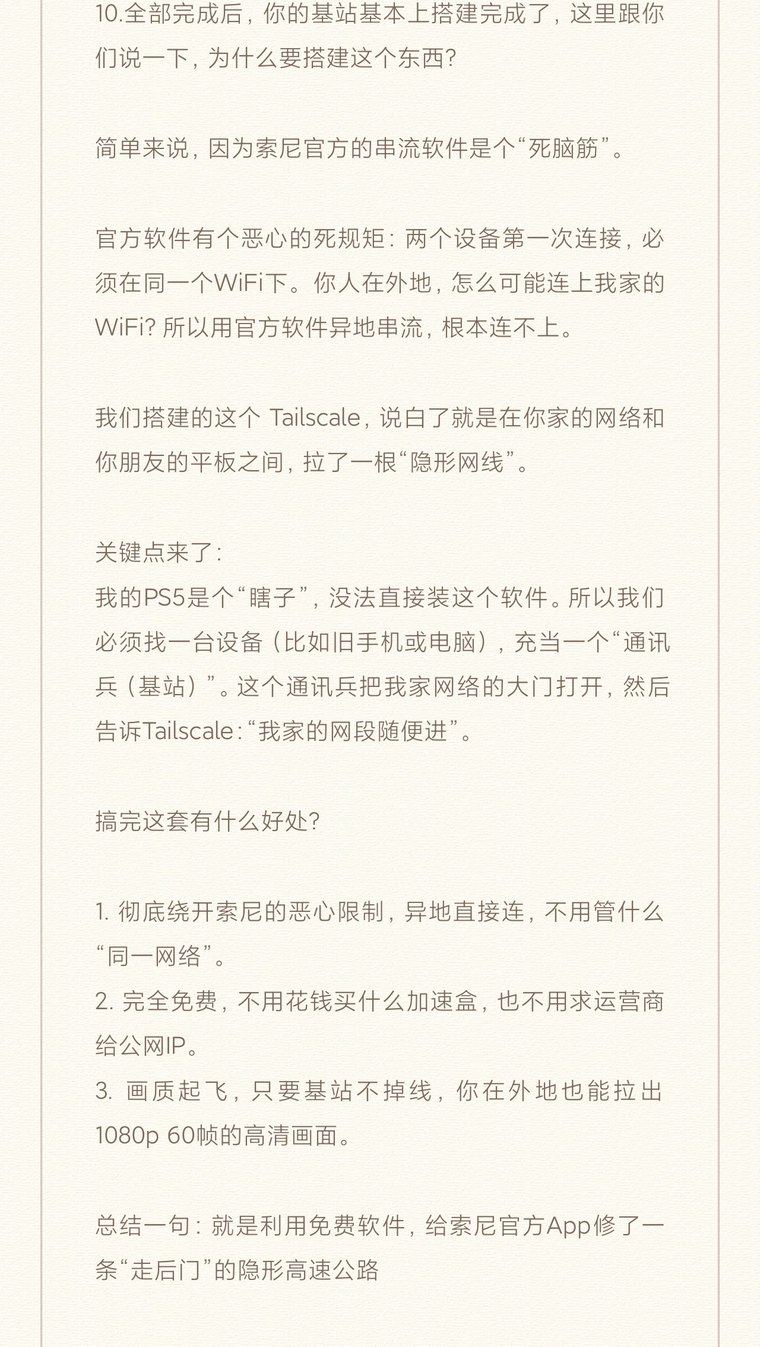 10.全部完成后，你的基站基本上搭建完成了，这里跟你
们说一下，为什么要搭建这个东西？
简单来说，因为索尼官方的串流软件是个“死脑筋”。
官方软件有个恶心的死规矩：两个设备第一次连接，必
须在同一个WiFi下。你人在外地，怎么可能连上我家的
WiFi？所以用官方软件异地串流，根本连不上。
我们搭建的这个 Tailscale，说白了就是在你家的网络和
你朋友的平板之间，拉了一根“隐形网线”。
关键点来了：
我的PS5是个“瞎子”，没法直接装这个软件。所以我们
必须找一台设备（比如旧手机或电脑），充当一个“通讯
兵（基站）”。这个通讯兵把我家网络的大门打开，然后
告诉Tailscale：“我家的网段随便进”。
搞完这套有什么好处？
1. 彻底绕开索尼的恶心限制，异地直接连，不用管什么
“同一网络”。
2. 完全免费，不用花钱买什么加速盒，也不用求运营商
给公网IP。
3. 画质起飞，只要基站不掉线，你在外地也能拉出
1080p 60帧的高清画面。
总结一句：就是利用免费软件，给索尼官方App修了一
条“走后门”的隐形高速公路